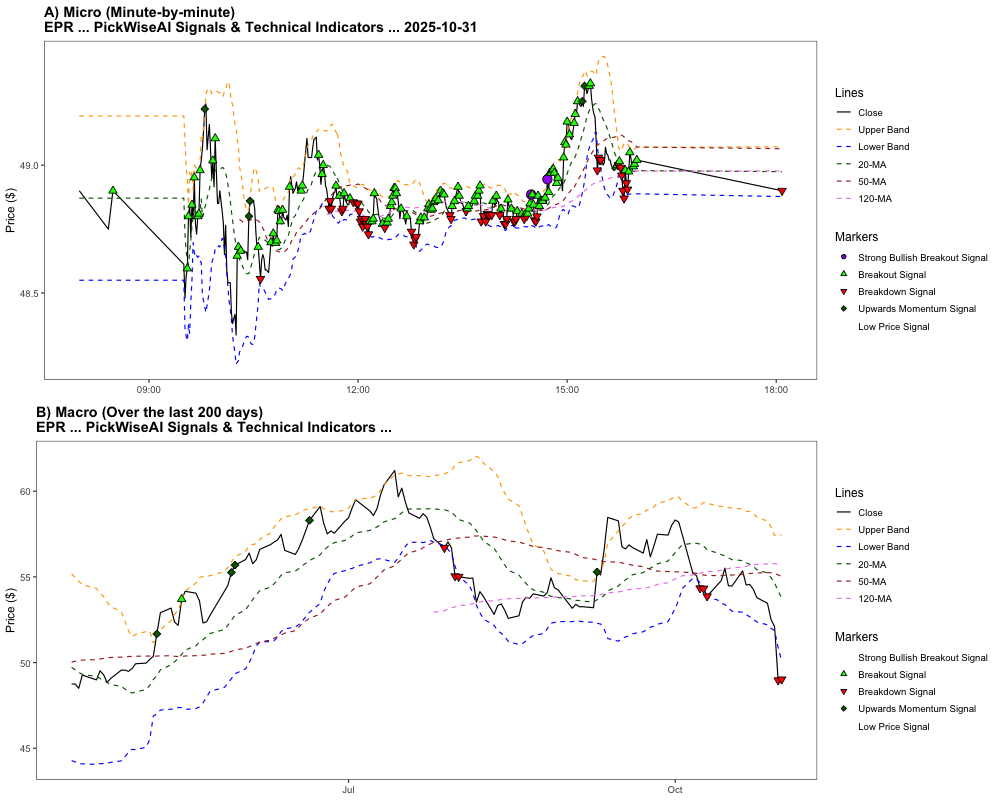 A) Micro (Minute-by-minute)
EPR ... PickWiseAI Signals & Technical Indicators ... 2025-10-31
Price ($)
49.0
48.5
09:00
12:00
15:00
18:00
Lines
Close
Upper Band
Lower Band
20-MA
50-MA
120-MA
Markers
Strong Bullish Breakout Signal
Breakout Signal
Breakdown Signal
Upwards Momentum Signal
Low Price Signal
B) Macro (Over the last 200 days)
EPR ... PickWiseAI Signals & Technical Indicators ...
Price ($)
60
55
50
45
Jul
Oct
Lines
Close
Upper Band
Lower Band
20-MA
50-MA
120-MA
Markers
Strong Bullish Breakout Signal
Breakout Signal
Breakdown Signal
Upwards Momentum Signal
Low Price Signal